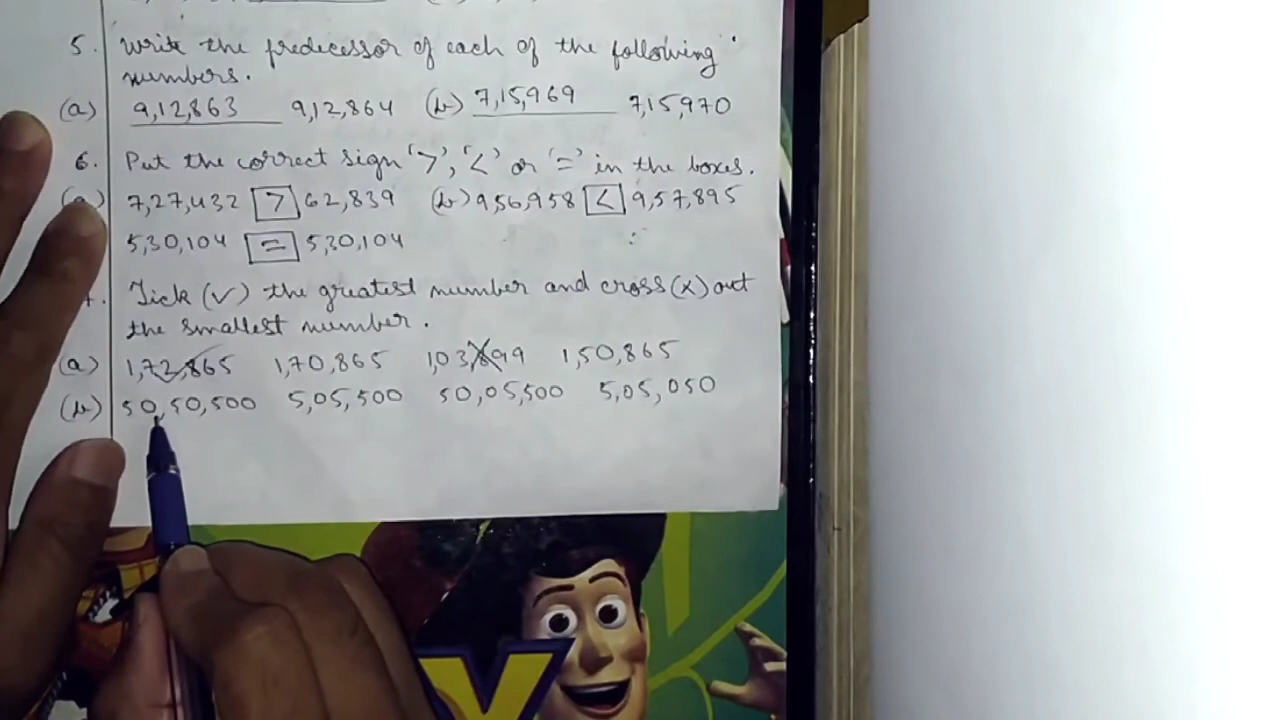 5. Write the predecessor of each of the following
numbers.
(a) 9,12,863 9,12,864 (b) 7,15,969 7,15,970
6. Put the correct sign '>', '<' or '=' in the boxes.
(a) 7,27,432 > 62,839 (b) 9,56,958 < 9,57,895
5,30,104 = 5,30,104
Tick (✓) the greatest number and cross (x) out
the smallest number.
(a) 1,72,865 1,70,865 1,03,899 1,50,865
(b) 50,50,500 5,05,500 50,05,500 5,05,050